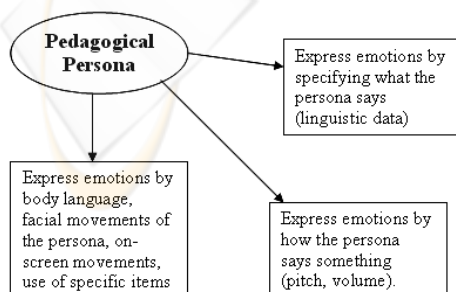 Pedagogical
Persona
Express emotions by
specifying what the
persona says
(linguistic data)
Express emotions by
body language,
facial movements of
the persona, on-
screen movements,
use of specific items
Express emotions by
how the persona
says something
(pitch, volume).